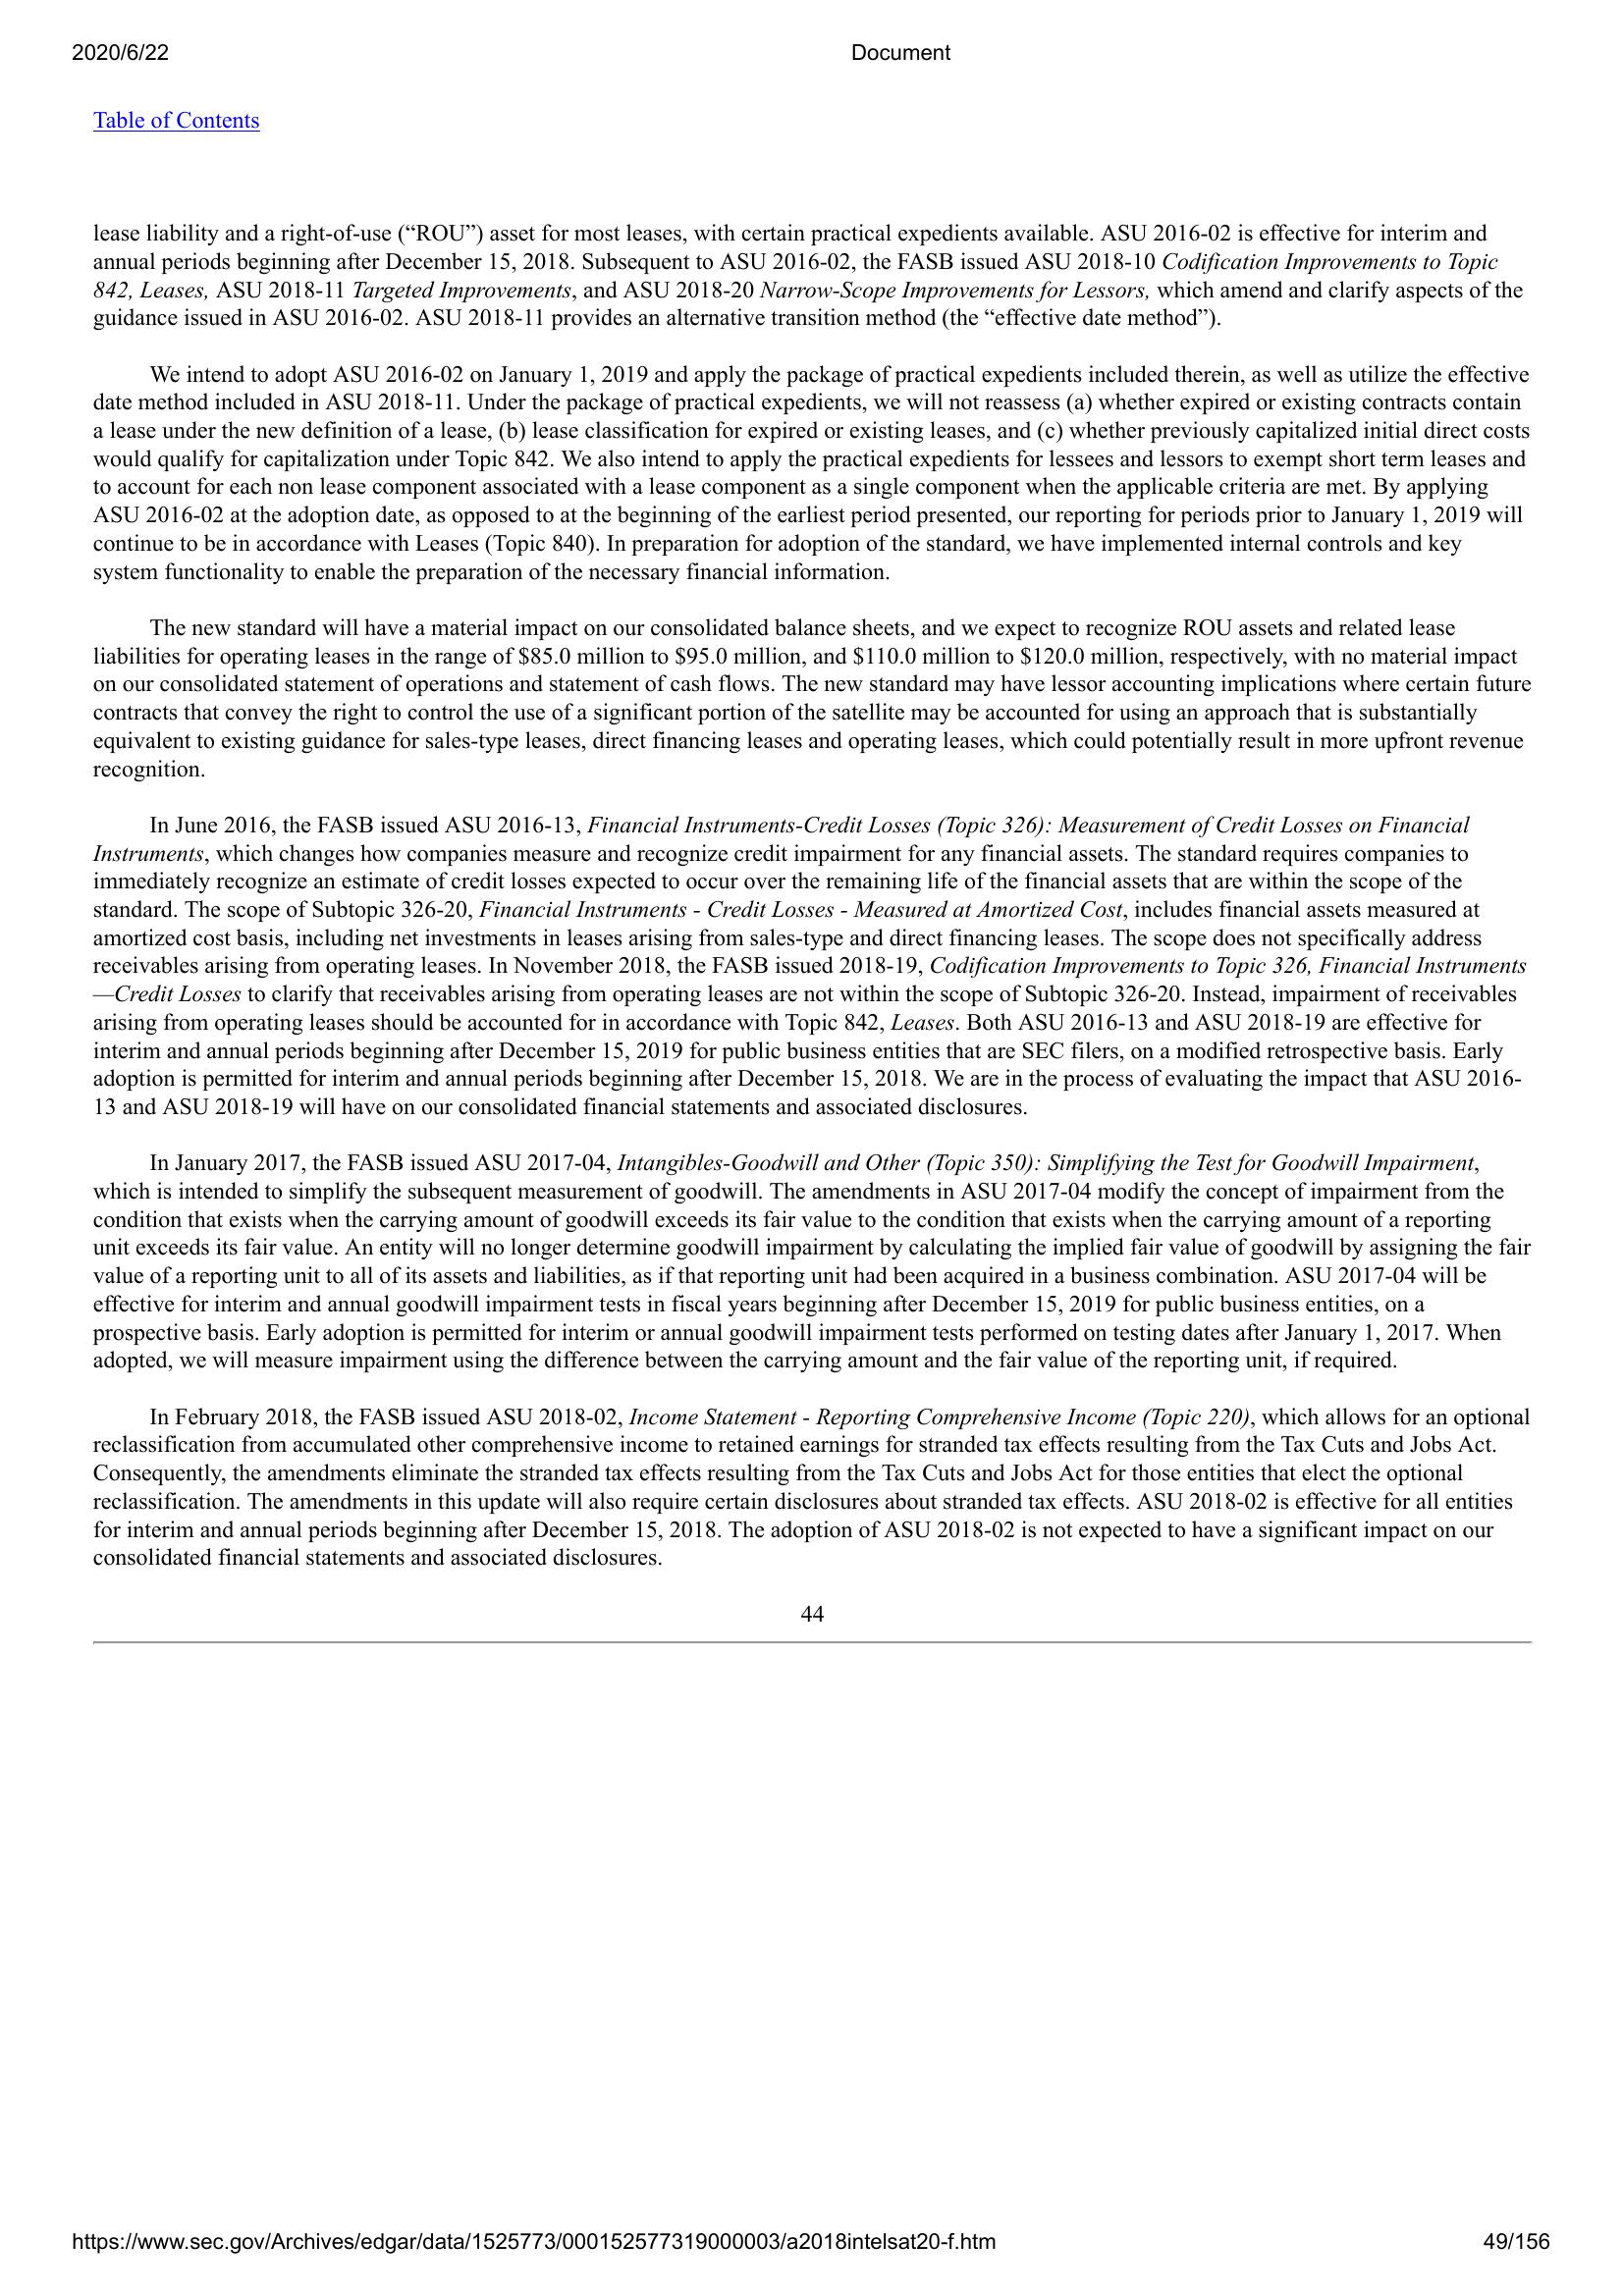 2020/6/22
Document
Table of Contents
lease liability and a right-of-use (“ROU”) asset for most leases, with certain practical expedients available. ASU 2016-02 is effective for interim and
annual periods beginning after December 15, 2018. Subsequent to ASU 2016-02, the FASB issued ASU 2018-10 Codification Improvements to Topic
842, Leases, ASU 2018-11 Targeted Improvements, and ASU 2018-20 Narrow-Scope Improvements for Lessors, which amend and clarify aspects of the
guidance issued in ASU 2016-02. ASU 2018-11 provides an alternative transition method (the “effective date method”).
We intend to adopt ASU 2016-02 on January 1, 2019 and apply the package of practical expedients included therein, as well as utilize the effective
date method included in ASU 2018-11. Under the package of practical expedients, we will not reassess (a) whether expired or existing contracts contain
a lease under the new definition of a lease, (b) lease classification for expired or existing leases, and (c) whether previously capitalized initial direct costs
would qualify for capitalization under Topic 842. We also intend to apply the practical expedients for lessees and lessors to exempt short term leases and
to account for each non lease component associated with a lease component as a single component when the applicable criteria are met. By applying
ASU 2016-02 at the adoption date, as opposed to at the beginning of the earliest period presented, our reporting for periods prior to January 1, 2019 will
continue to be in accordance with Leases (Topic 840). In preparation for adoption of the standard, we have implemented internal controls and key
system functionality to enable the preparation of the necessary financial information.
The new standard will have a material impact on our consolidated balance sheets, and we expect to recognize ROU assets and related lease
liabilities for operating leases in the range of $85.0 million to $95.0 million, and $110.0 million to $120.0 million, respectively, with no material impact
on our consolidated statement of operations and statement of cash flows. The new standard may have lessor accounting implications where certain future
contracts that convey the right to control the use of a significant portion of the satellite may be accounted for using an approach that is substantially
equivalent to existing guidance for sales-type leases, direct financing leases and operating leases, which could potentially result in more upfront revenue
recognition.
In June 2016, the FASB issued ASU 2016-13, Financial Instruments-Credit Losses (Topic 326): Measurement of Credit Losses on Financial
Instruments, which changes how companies measure and recognize credit impairment for any financial assets. The standard requires companies to
immediately recognize an estimate of credit losses expected to occur over the remaining life of the financial assets that are within the scope of the
standard. The scope of Subtopic 326-20, Financial Instruments - Credit Losses - Measured at Amortized Cost, includes financial assets measured at
amortized cost basis, including net investments in leases arising from sales-type and direct financing leases. The scope does not specifically address
receivables arising from operating leases. In November 2018, the FASB issued 2018-19, Codification Improvements to Topic 326, Financial Instruments
—Credit Losses to clarify that receivables arising from operating leases are not within the scope of Subtopic 326-20. Instead, impairment of receivables
arising from operating leases should be accounted for in accordance with Topic 842, Leases. Both ASU 2016-13 and ASU 2018-19 are effective for
interim and annual periods beginning after December 15, 2019 for public business entities that are SEC filers, on a modified retrospective basis. Early
adoption is permitted for interim and annual periods beginning after December 15, 2018. We are in the process of evaluating the impact that ASU 2016-
13 and ASU 2018-19 will have on our consolidated financial statements and associated disclosures.
In January 2017, the FASB issued ASU 2017-04, Intangibles-Goodwill and Other (Topic 350): Simplifying the Test for Goodwill Impairment,
which is intended to simplify the subsequent measurement of goodwill. The amendments in ASU 2017-04 modify the concept of impairment from the
condition that exists when the carrying amount of goodwill exceeds its fair value to the condition that exists when the carrying amount of a reporting
unit exceeds its fair value. An entity will no longer determine goodwill impairment by calculating the implied fair value of goodwill by assigning the fair
value of a reporting unit to all of its assets and liabilities, as if that reporting unit had been acquired in a business combination. ASU 2017-04 will be
effective for interim and annual goodwill impairment tests in fiscal years beginning after December 15, 2019 for public business entities, on a
prospective basis. Early adoption is permitted for interim or annual goodwill impairment tests performed on testing dates after January 1, 2017. When
adopted, we will measure impairment using the difference between the carrying amount and the fair value of the reporting unit, if required.
In February 2018, the FASB issued ASU 2018-02, Income Statement - Reporting Comprehensive Income (Topic 220), which allows for an optional
reclassification from accumulated other comprehensive income to retained earnings for stranded tax effects resulting from the Tax Cuts and Jobs Act.
Consequently, the amendments eliminate the stranded tax effects resulting from the Tax Cuts and Jobs Act for those entities that elect the optional
reclassification. The amendments in this update will also require certain disclosures about stranded tax effects. ASU 2018-02 is effective for all entities
for interim and annual periods beginning after December 15, 2018. The adoption of ASU 2018-02 is not expected to have a significant impact on our
consolidated financial statements and associated disclosures.
44
https://www.sec.gov/Archives/edgar/data/1525773/000152577319000003/a2018intelsat20-f.htm
49/156